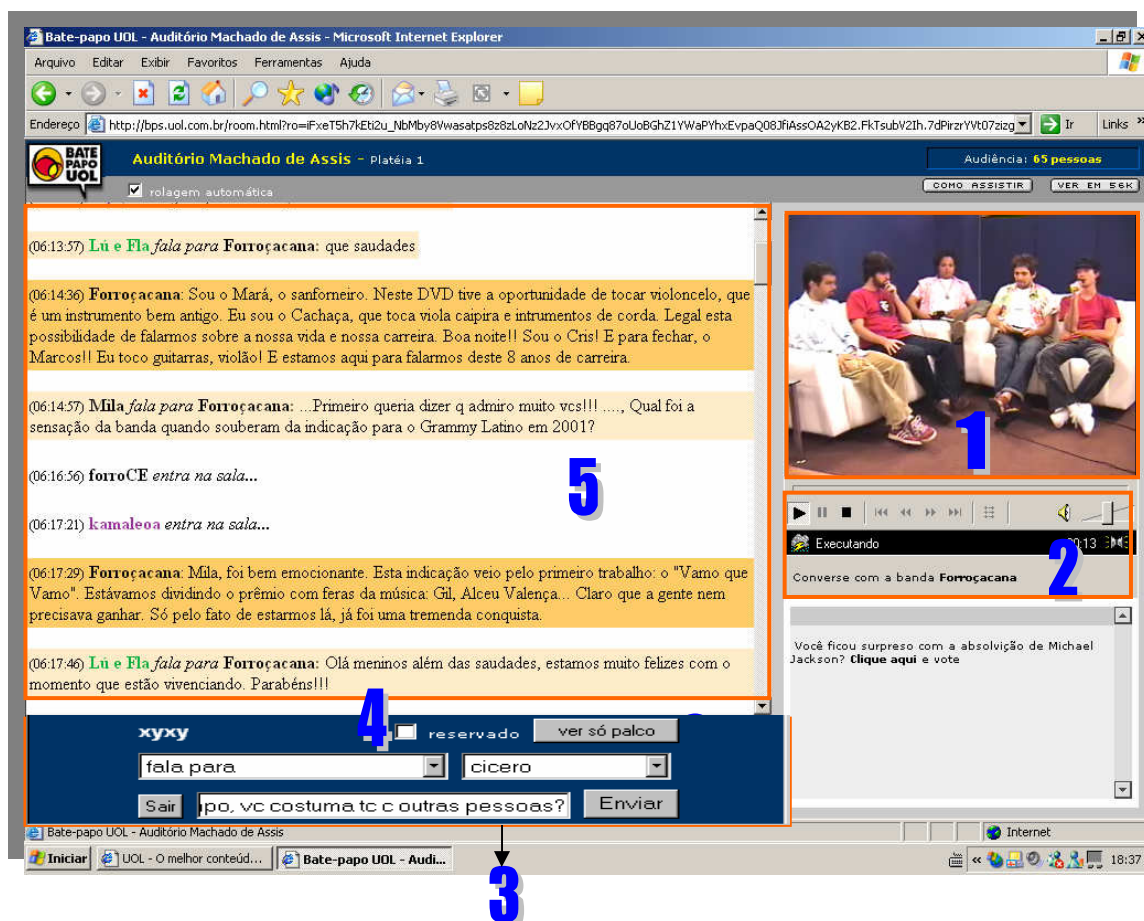 Bate-papo UOL - Auditório Machado de Assis - Microsoft Internet Explorer
Arquivo Editar Exibir Favoritos Ferramentas Ajuda
Endereço
Ir Links »
BATE PAPO UOL
Auditório Machado de Assis - Platéia 1
Audiência: 65 pessoas
rolagem automática
COMO ASSISTIR VER EM 56K
(06:13:57) Lú e Fla fala para Forroçacana: que saudades
(06:14:36) Forroçacana: Sou o Mará, o sanforneiro. Neste DVD tive a oportunidade de tocar violoncelo, que
é um instrumento bem antigo. Eu sou o Cachaça, que toca viola caipira e intrumentos de corda. Legal esta
possibilidade de falarmos sobre a nossa vida e nossa carreira. Boa noite!! Sou o Cris! E para fechar, o
Marcos!! Eu toco guitarras, violão! E estamos aqui para falarmos deste 8 anos de carreira.
(06:14:57) Mila fala para Forroçacana: ...Primeiro queria dizer q admiro muito vcs!!! ...., Qual foi a
sensação da banda quando souberam da indicação para o Grammy Latino em 2001?
(06:16:56) forroCE entra na sala...
(06:17:21) kamaleoa entra na sala...
(06:17:29) Forroçacana: Mila, foi bem emocionante. Esta indicação veio pelo primeiro trabalho: o "Vamo que
Vamo". Estávamos dividindo o prêmio com feras da música: Gil, Alceu Valença... Claro que a gente nem
precisava ganhar. Só pelo fato de estarmos lá, já foi uma tremenda conquista.
(06:17:46) Lú e Fla fala para Forroçacana: Olá meninos além das saudades, estamos muito felizes com o
momento que estão vivenciando. Parabéns!!!
5
1
Executando
2
Converse com a banda Forroçacana
Você ficou surpreso com a absolvição de Michael
Jackson? Clique aqui e vote
4
xyxy reservado ver só palco
fala para cicero
Sair po, vc costuma tc c outras pessoas? Enviar
Bate-papo UOL - Auditório Machado de Assis Internet
Iniciar UOL - O melhor conteúd... Bate-papo UOL - Audi... « 18:37
3